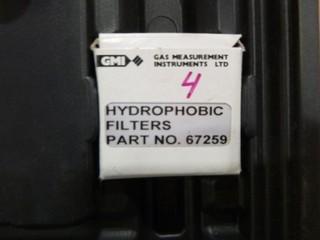 GMI GAS MEASUREMENT
INSTRUMENTS LTD
4
HYDROPHOBIC
FILTERS
PART NO. 67259